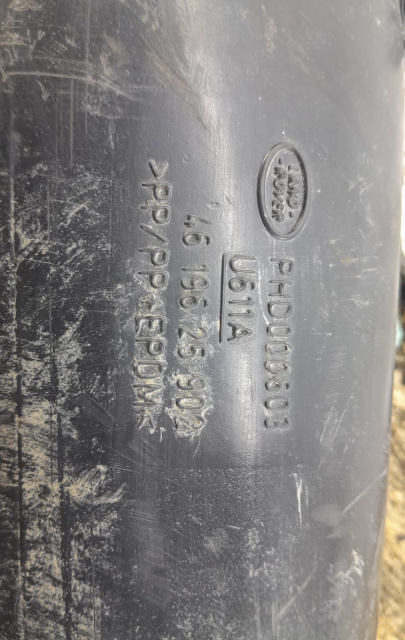 LAND-
ROVER
PHD000603
U611A
46 196 25 902
>PP/PP+EPDM<